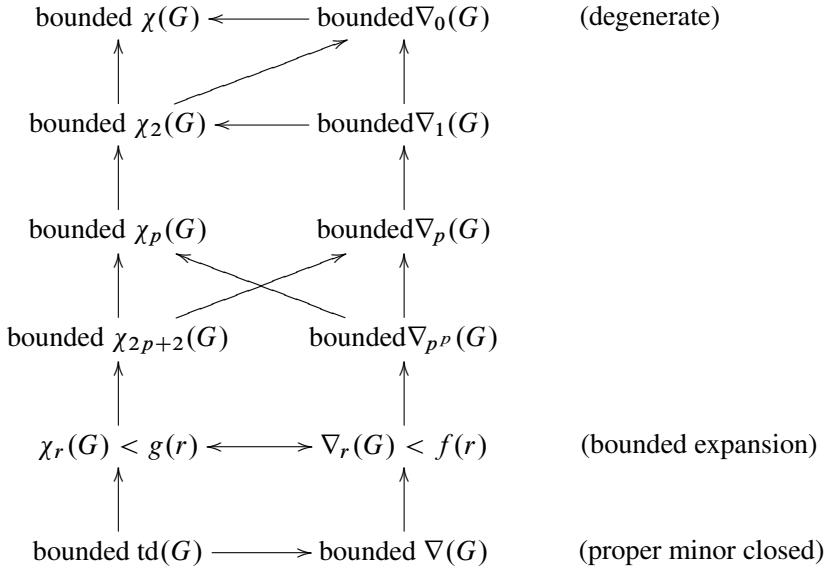 bounded χ(G) bounded∇₀(G) (degenerate)
bounded χ₂(G) bounded∇₁(G)
bounded χₚ(G) bounded∇ₚ(G)
bounded χ₂ₚ₊₂(G) bounded∇_{p^p}(G)
χᵣ(G) < g(r) ∇ᵣ(G) < f(r) (bounded expansion)
bounded td(G) bounded ∇(G) (proper minor closed)